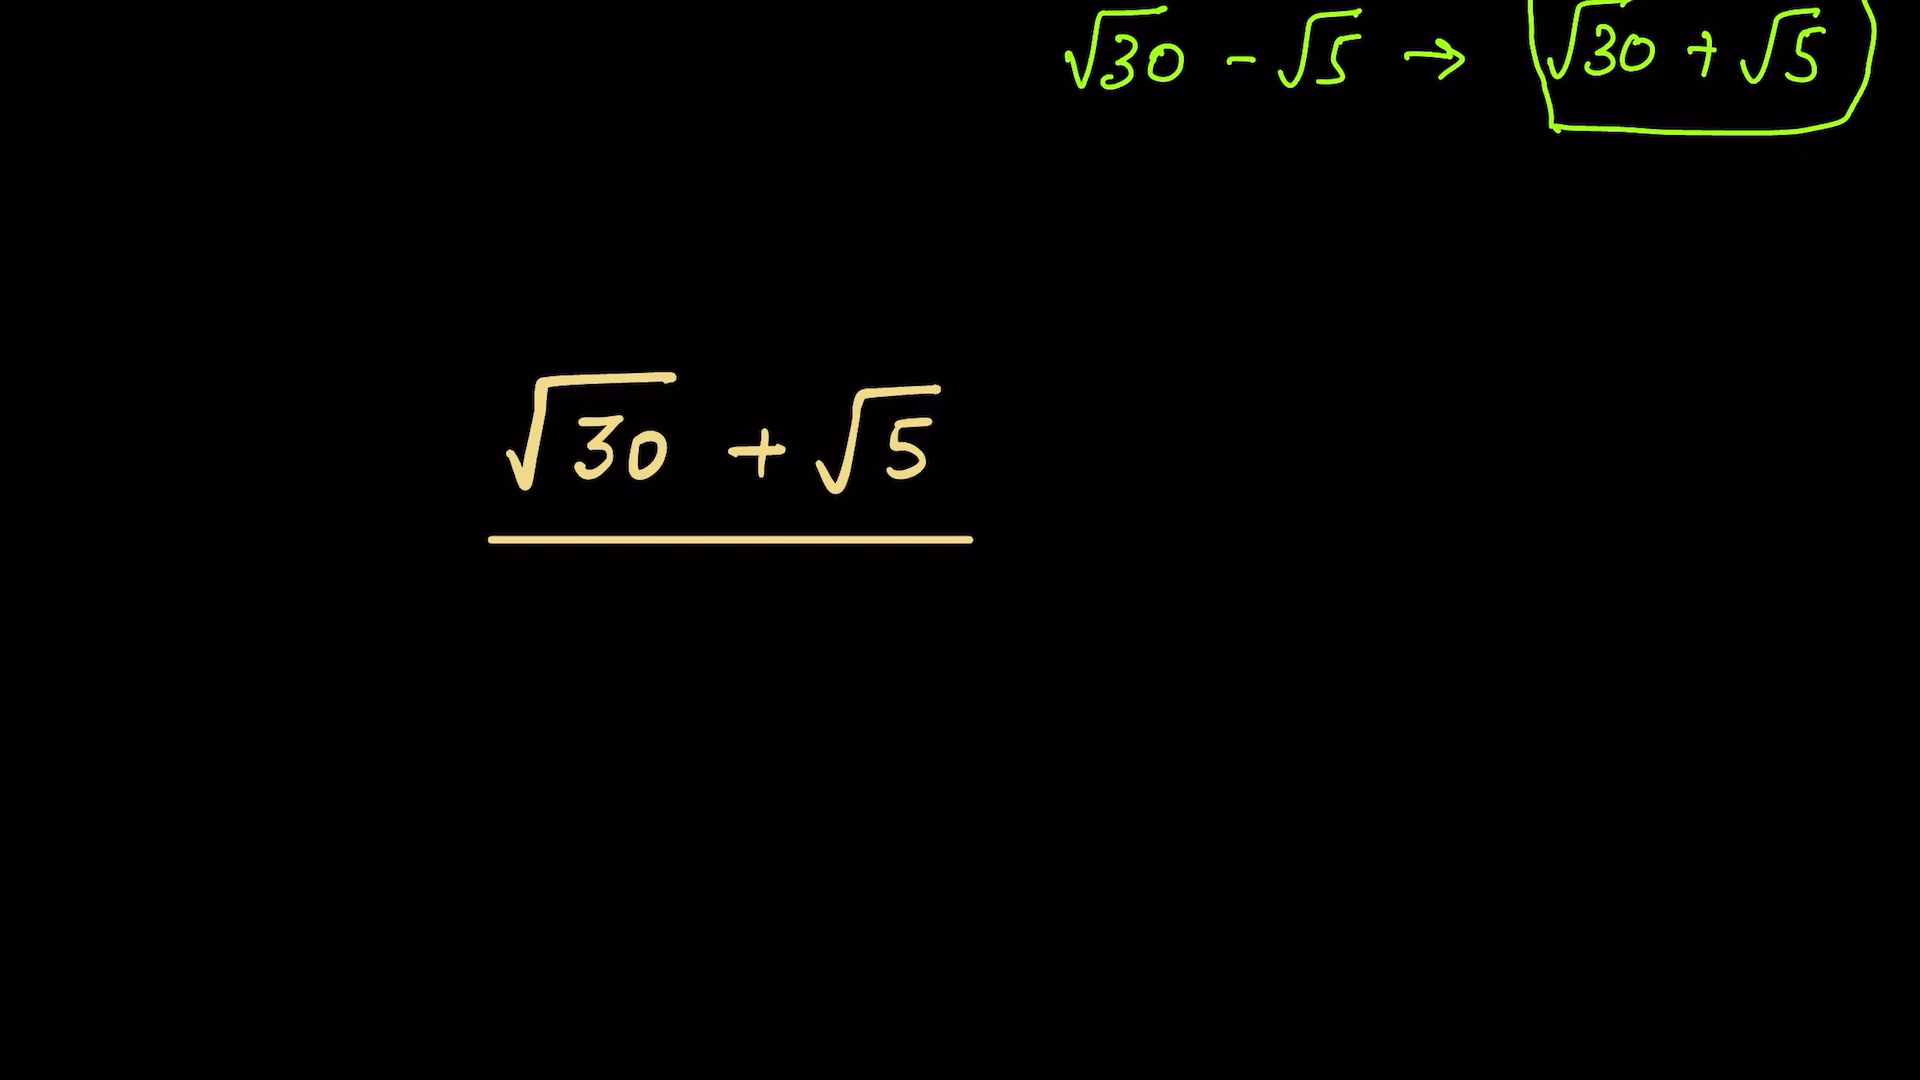 √30 - √5 → √30 + √5
√30 + √5